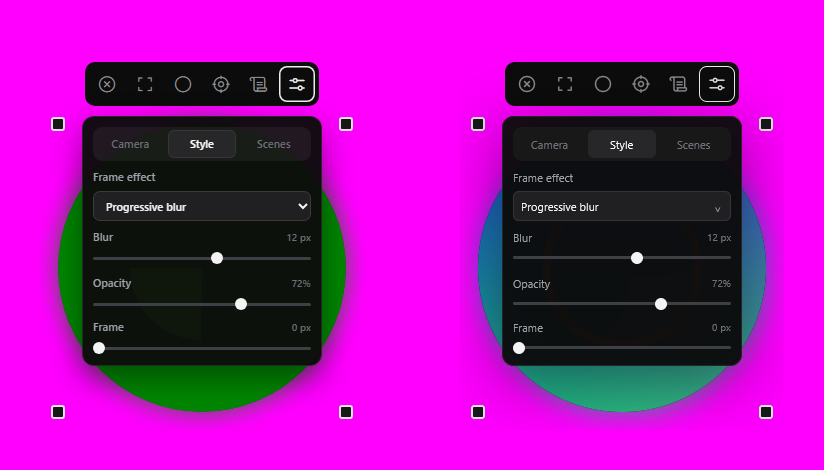 Camera Style Scenes
Frame effect
Progressive blur
Blur 12 px
Opacity 72%
Frame 0 px
Camera Style Scenes
Frame effect
Progressive blur
Blur 12 px
Opacity 72%
Frame 0 px